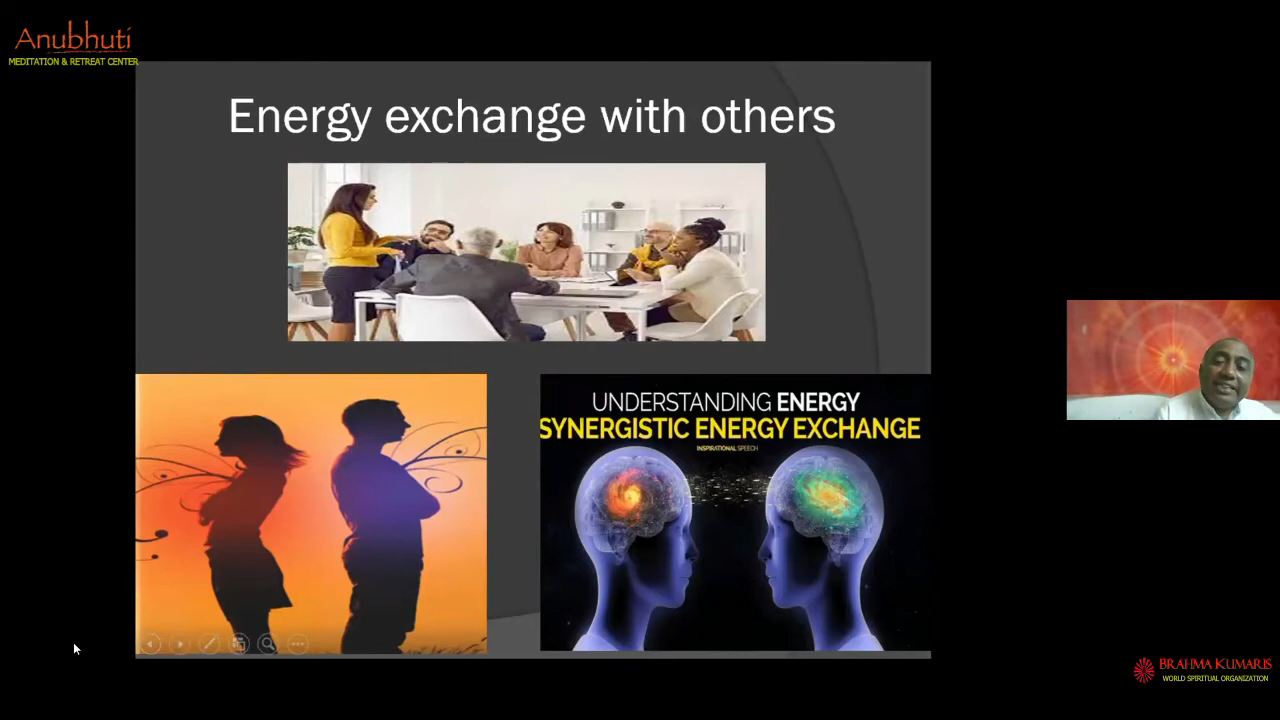 Anubhuti
MEDITATION & RETREAT CENTER
Energy exchange with others
UNDERSTANDING ENERGY
SYNERGISTIC ENERGY EXCHANGE
INSPIRATIONAL SPEECH
BRAHMA KUMARIS
WORLD SPIRITUAL ORGANIZATION